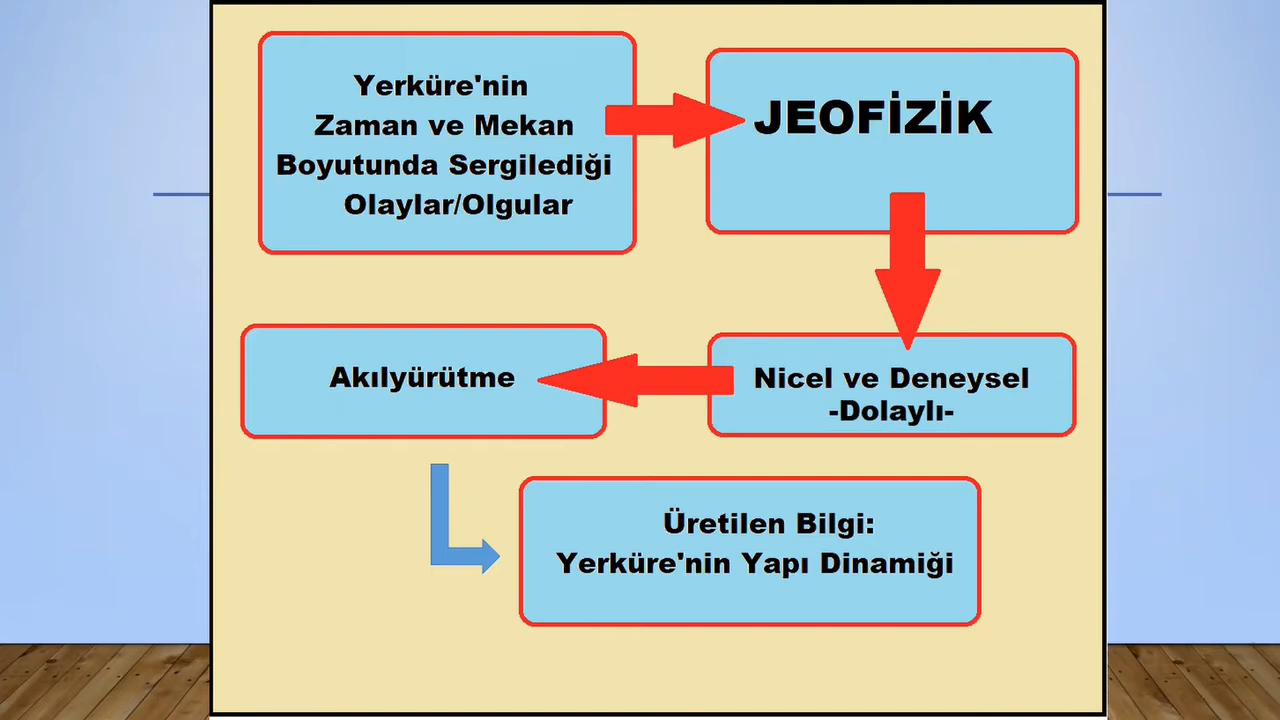 Yerküre'nin
Zaman ve Mekan
Boyutunda Sergilediği
Olaylar/Olgular
JEOFİZİK
Nicel ve Deneysel
-Dolaylı-
Akılyürütme
Üretilen Bilgi:
Yerküre'nin Yapı Dinamiği